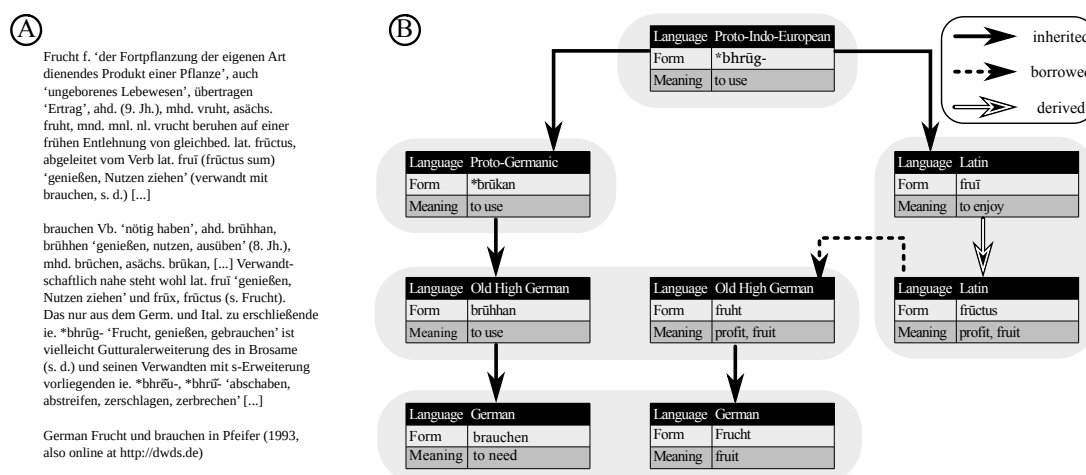 A
Frucht f. ‘der Fortpflanzung der eigenen Art
dienendes Produkt einer Pflanze’, auch
‘ungeborenes Lebewesen’, übertragen
‘Ertrag’, ahd. (9. Jh.), mhd. vruht, asächs.
fruht, mnd. mnl. nl. vrucht beruhen auf einer
frühen Entlehnung von gleichbed. lat. frūctus,
abgeleitet vom Verb lat. fruī (frūctus sum)
‘genießen, Nutzen ziehen’ (verwandt mit
brauchen, s. d.) [...]
brauchen Vb. ‘nötig haben’, ahd. brūhhan,
brūhhen ‘genießen, nutzen, ausüben’ (8. Jh.),
mhd. brūchen, asächs. brūkan, [...] Verwandt-
schaftlich nahe steht wohl lat. fruī ‘genießen,
Nutzen ziehen’ und frūx, frūctus (s. Frucht).
Das nur aus dem Germ. und Ital. zu erschließende
ie. *bhrūg- ‘Frucht, genießen, gebrauchen’ ist
vielleicht Gutturalerweiterung des in Brosame
(s. d.) und seinen Verwandten mit s-Erweiterung
vorliegenden ie. *bhrē̌u-, *bhrū̌- ‘abschaben,
abstreifen, zerschlagen, zerbrechen’ [...]
German Frucht und brauchen in Pfeifer (1993,
also online at http://dwds.de)
B
Language Proto-Indo-European
Form *bhrūg-
Meaning to use
inherited
borrowed
derived
Language Proto-Germanic
Form *brūkan
Meaning to use
Language Latin
Form fruī
Meaning to enjoy
Language Old High German
Form brūhhan
Meaning to use
Language Old High German
Form fruht
Meaning profit, fruit
Language Latin
Form frūctus
Meaning profit, fruit
Language German
Form brauchen
Meaning to need
Language German
Form Frucht
Meaning fruit